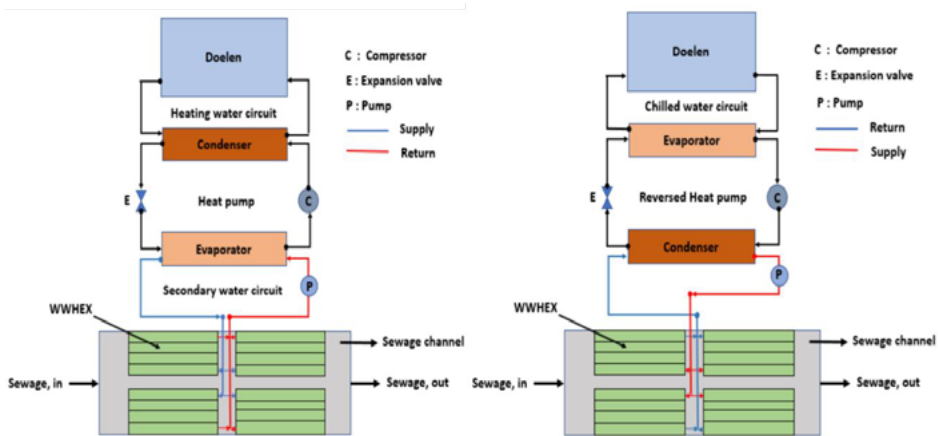 Doelen
C : Compressor
E : Expansion valve
P : Pump
Supply
Return
Heating water circuit
Condenser
E
Heat pump
C
Evaporator
P
Secondary water circuit
WWHEX
Sewage channel
Sewage, in
Sewage, out
Doelen
C : Compressor
E : Expansion valve
P : Pump
Return
Supply
Chilled water circuit
Evaporator
E
Reversed Heat pump
C
Condenser
P
WWHEX
Sewage channel
Sewage, in
Sewage, out